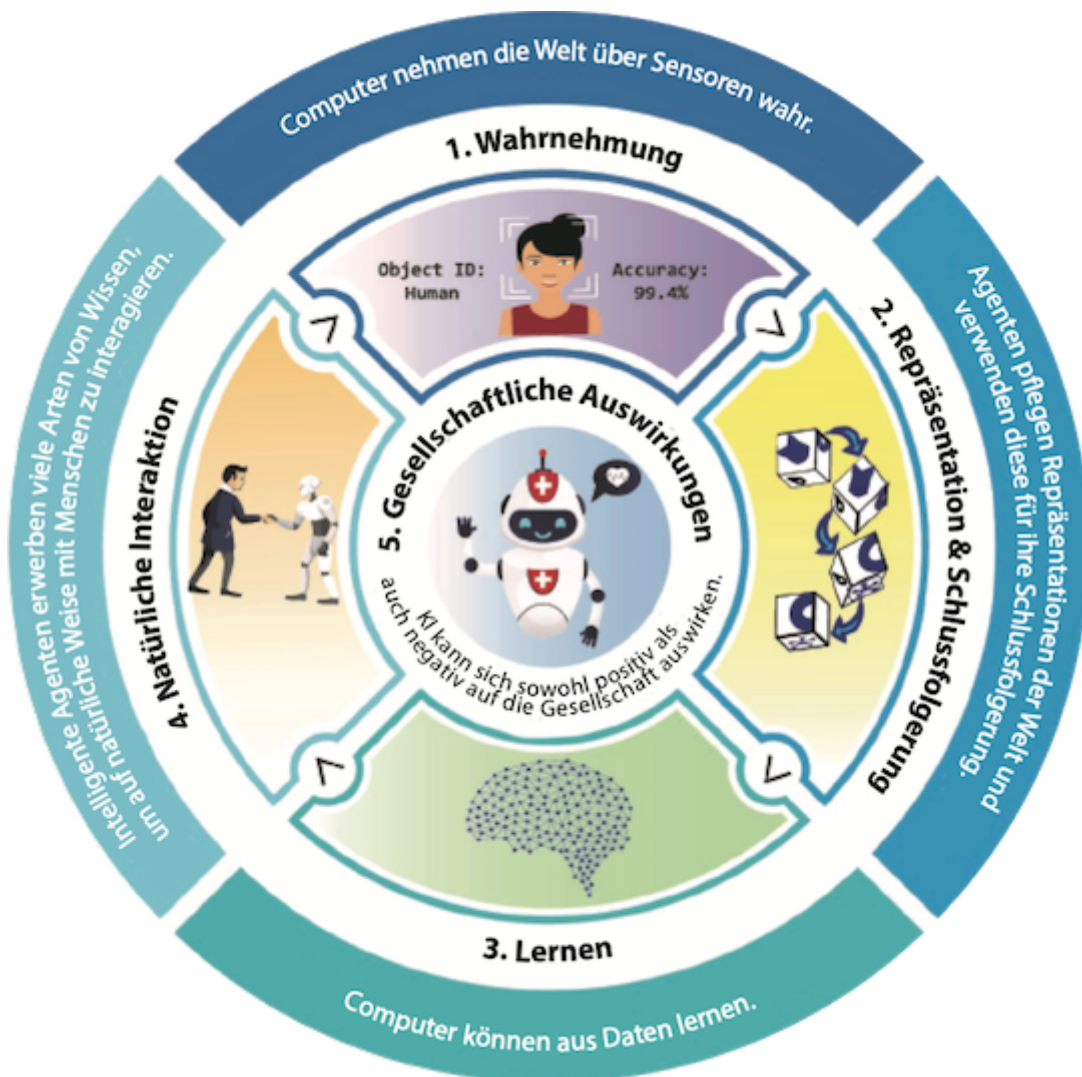 Computer nehmen die Welt über Sensoren wahr.
1. Wahrnehmung
Object ID:
Human
Accuracy:
99.4%
Agenten pflegen Repräsentationen der Welt und
verwenden diese für ihre Schlussfolgerung.
2. Repräsentation & Schlussfolgerung
Computer können aus Daten lernen.
3. Lernen
Intelligente Agenten erwerben viele Arten von Wissen,
um auf natürliche Weise mit Menschen zu interagieren.
4. Natürliche Interaktion
5. Gesellschaftliche Auswirkungen
KI kann sich sowohl positiv als
auch negativ auf die Gesellschaft auswirken.